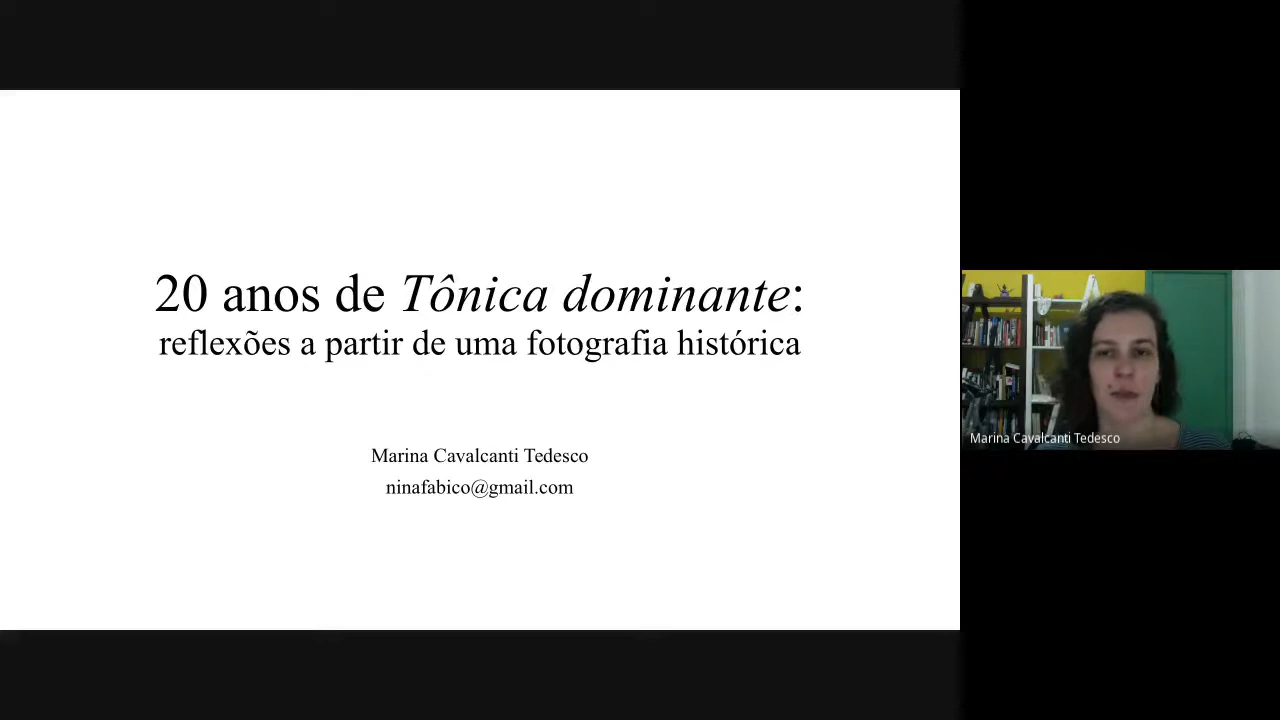 20 anos de Tônica dominante:
reflexões a partir de uma fotografia histórica
Marina Cavalcanti Tedesco
ninafabico@gmail.com
Marina Cavalcanti Tedesco